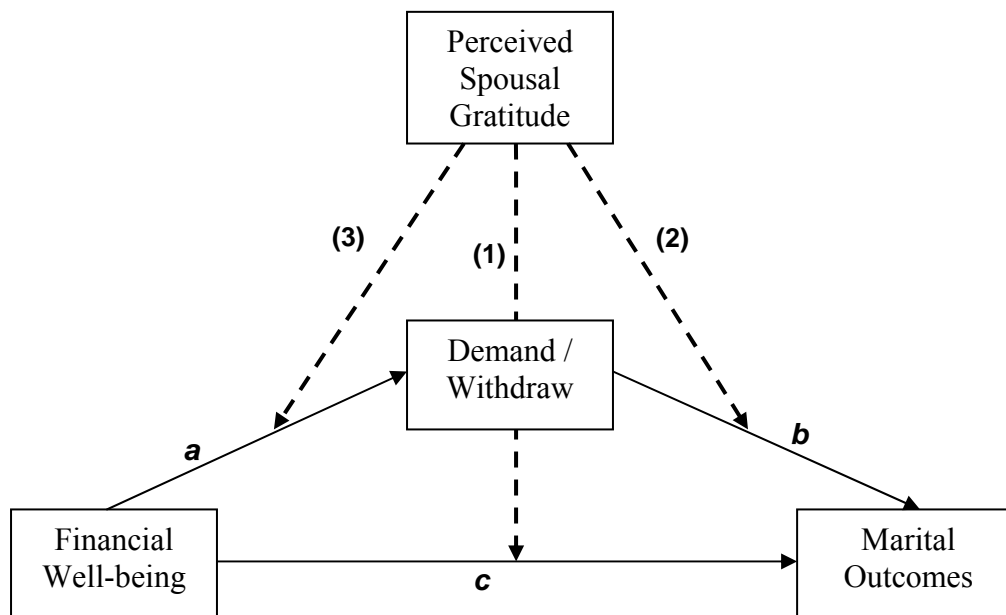 Perceived
Spousal
Gratitude
(3)
(1)
(2)
Demand /
Withdraw
a
b
Financial
Well-being
c
Marital
Outcomes